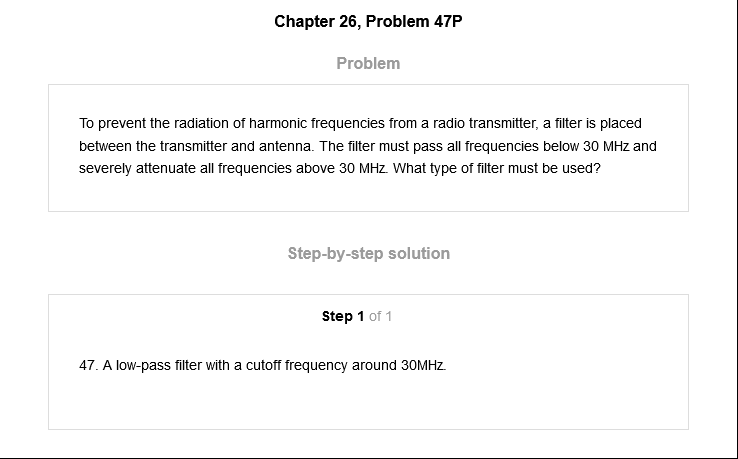 Chapter 26, Problem 47P
Problem
To prevent the radiation of harmonic frequencies from a radio transmitter, a filter is placed
between the transmitter and antenna. The filter must pass all frequencies below 30 MHz and
severely attenuate all frequencies above 30 MHz. What type of filter must be used?
Step-by-step solution
Step 1 of 1
47. A low-pass filter with a cutoff frequency around 30MHz.